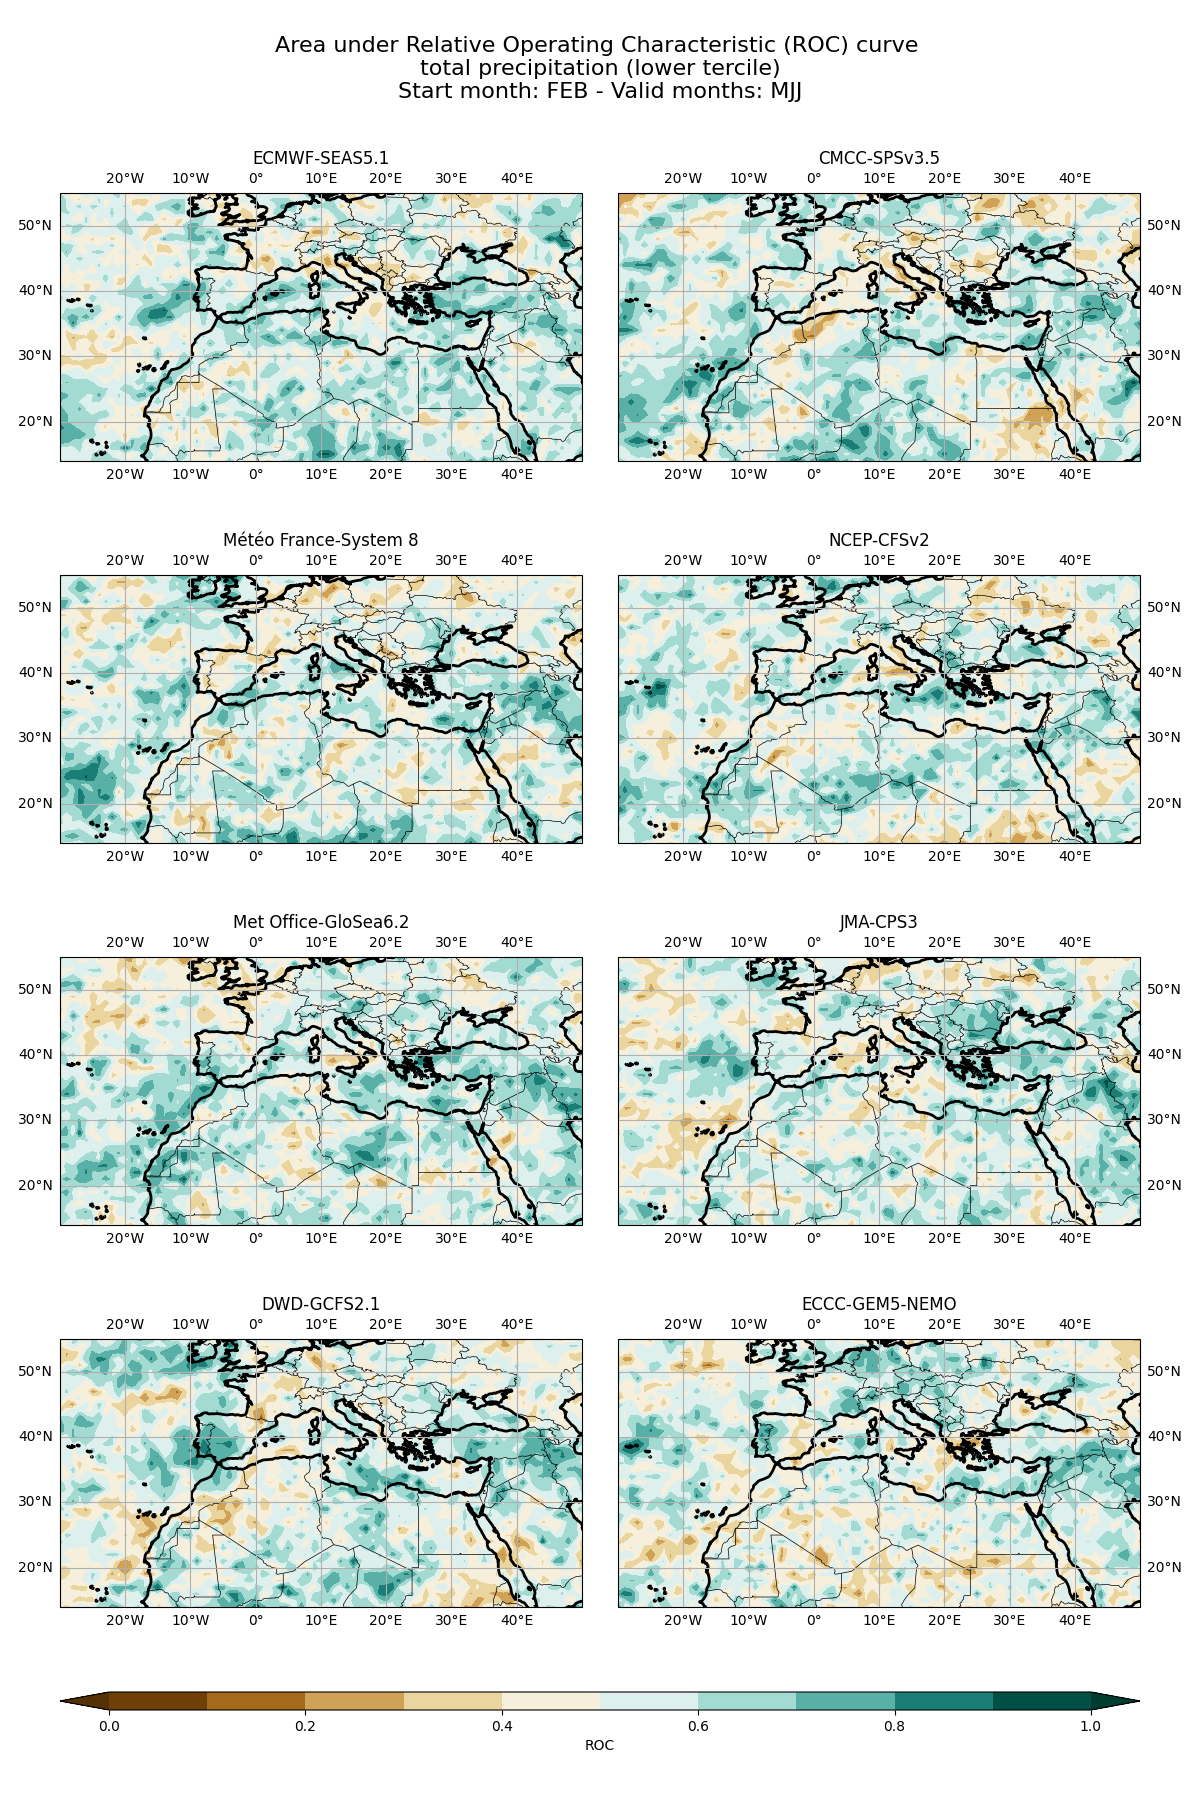 Area under Relative Operating Characteristic (ROC) curve
total precipitation (lower tercile)
Start month: FEB - Valid months: MJJ
ECMWF-SEAS5.1
20°W 10°W 0° 10°E 20°E 30°E 40°E
50°N
40°N
30°N
20°N
20°W 10°W 0° 10°E 20°E 30°E 40°E
CMCC-SPSv3.5
20°W 10°W 0° 10°E 20°E 30°E 40°E
50°N
40°N
30°N
20°N
20°W 10°W 0° 10°E 20°E 30°E 40°E
Météo France-System 8
50°N
40°N
30°N
20°N
20°W 10°W 0° 10°E 20°E 30°E 40°E
20°W 10°W 0° 10°E 20°E 30°E 40°E
NCEP-CFSv2
20°W 10°W 0° 10°E 20°E 30°E 40°E
50°N
40°N
30°N
20°N
20°W 10°W 0° 10°E 20°E 30°E 40°E
Met Office-GloSea6.2
20°W 10°W 0° 10°E 20°E 30°E 40°E
50°N
40°N
30°N
20°N
20°W 10°W 0° 10°E 20°E 30°E 40°E
JMA-CPS3
20°W 10°W 0° 10°E 20°E 30°E 40°E
50°N
40°N
30°N
20°N
20°W 10°W 0° 10°E 20°E 30°E 40°E
DWD-GCFS2.1
20°W 10°W 0° 10°E 20°E 30°E 40°E
50°N
40°N
30°N
20°N
20°W 10°W 0° 10°E 20°E 30°E 40°E
ECCC-GEM5-NEMO
20°W 10°W 0° 10°E 20°E 30°E 40°E
50°N
40°N
30°N
20°N
20°W 10°W 0° 10°E 20°E 30°E 40°E
0.0 0.2 0.4 0.6 0.8 1.0
ROC